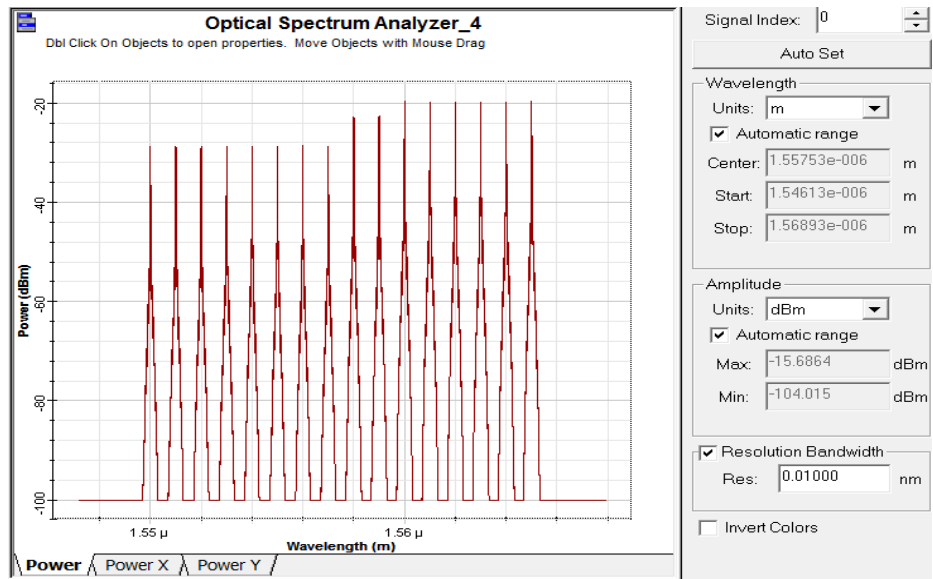 Optical Spectrum Analyzer_4
Dbl Click On Objects to open properties. Move Objects with Mouse Drag
-20
-40
-60
-80
-100
Power (dBm)
1.55 µ
1.56 µ
Wavelength (m)
Power
Power X
Power Y
Signal Index: 0
Auto Set
Wavelength
Units: m
Automatic range
Center: 1.55753e-006 m
Start: 1.54613e-006 m
Stop: 1.56893e-006 m
Amplitude
Units: dBm
Automatic range
Max: -15.6864 dBm
Min: -104.015 dBm
Resolution Bandwidth
Res: 0.01000 nm
Invert Colors